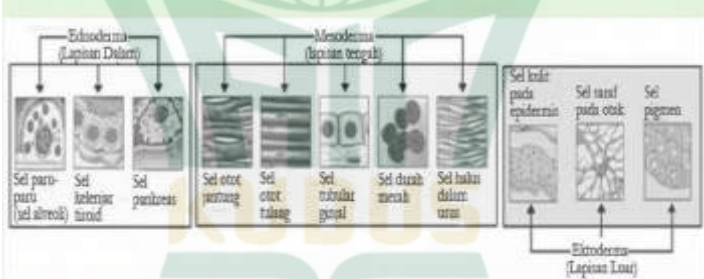 Endoderma
(Lapisan Dalam)
Mesoderma
(lapisan tengah)
Sel paru-
paru
(sel alveoli)
Sel
kelenjar
tiroid
Sel
pankreas
Sel otot
jantung
Sel
otot
tulang
Sel
tubular
ginjal
Sel darah
merah
Sel halus
dalam
usus
Sel kulit
pada
epidermis
Sel saraf
pada otak
Sel
pigmen
Ektoderma
(Lapisan Luar)
KUDUS